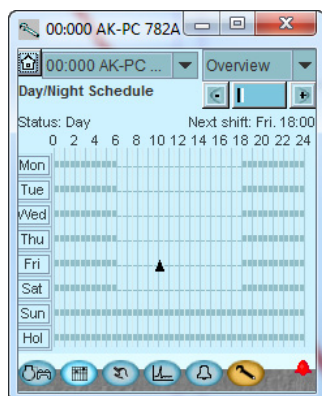 00:000 AK-PC 782A
00:000 AK-PC ... Overview
Day/Night Schedule
Status: Day Next shift: Fri. 18:00
0 2 4 6 8 10 12 14 16 18 20 22 24
Mon
Tue
Wed
Thu
Fri
Sat
Sun
Hol